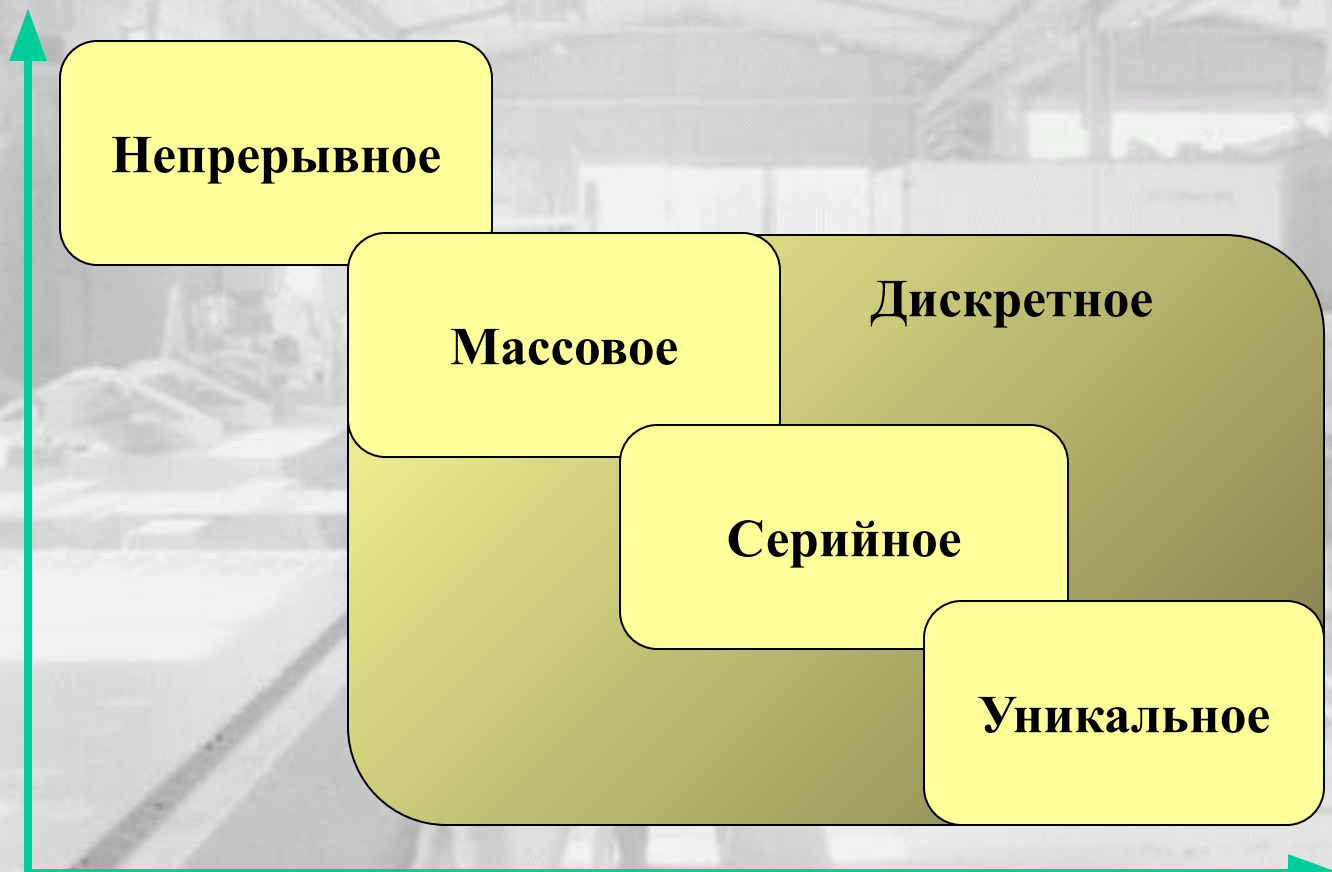 Непрерывное
Дискретное
Массовое
Серийное
Уникальное